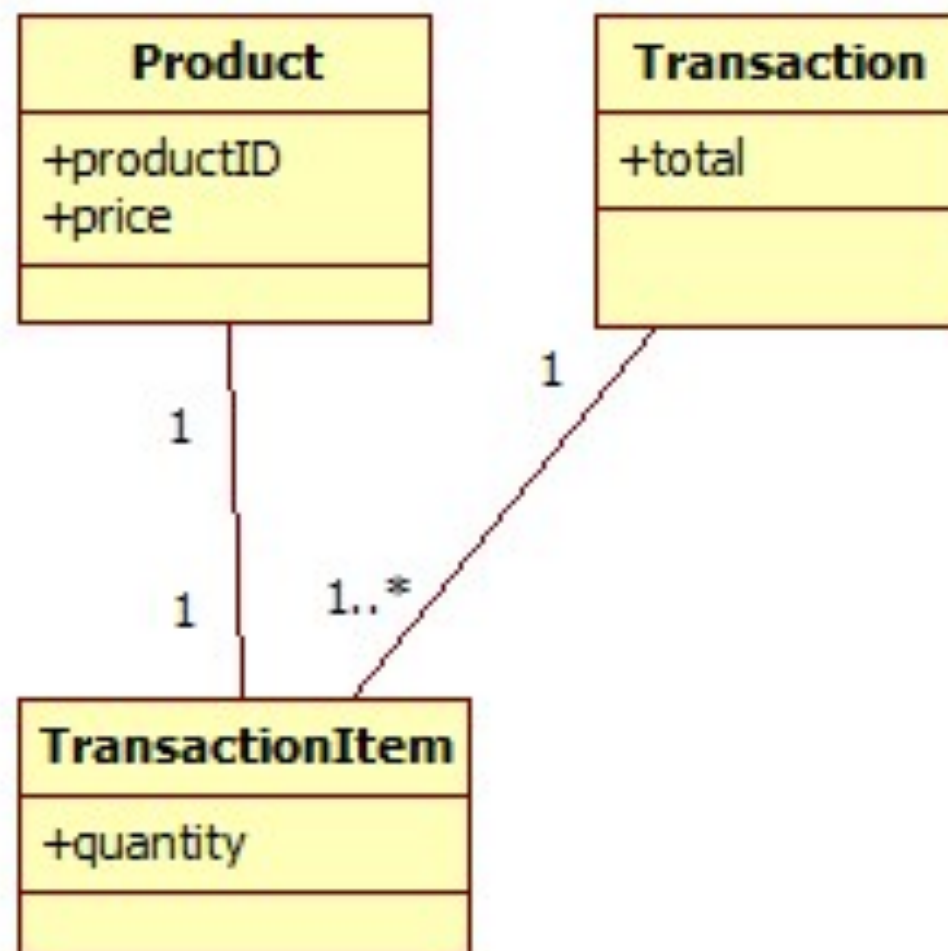 Product
+productID
+price
Transaction
+total
1
1
1
1..*
TransactionItem
+quantity